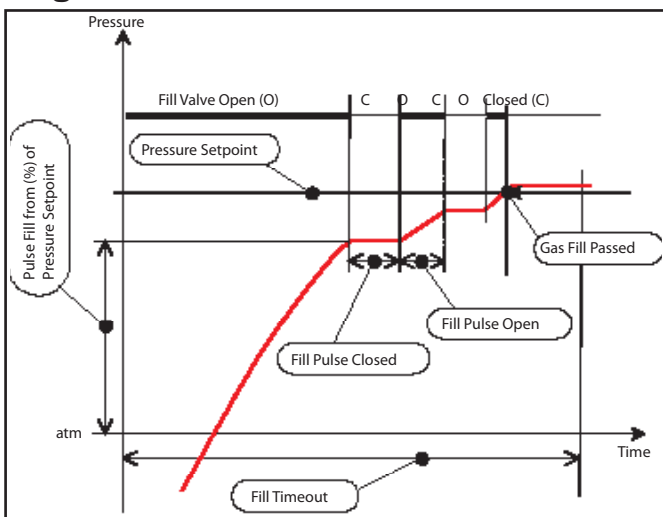 Pressure
Fill Valve Open (O)
C O C O Closed (C)
Pressure Setpoint
Pulse Fill from (%) of
Pressure Setpoint
Gas Fill Passed
Fill Pulse Open
Fill Pulse Closed
atm
Time
Fill Timeout